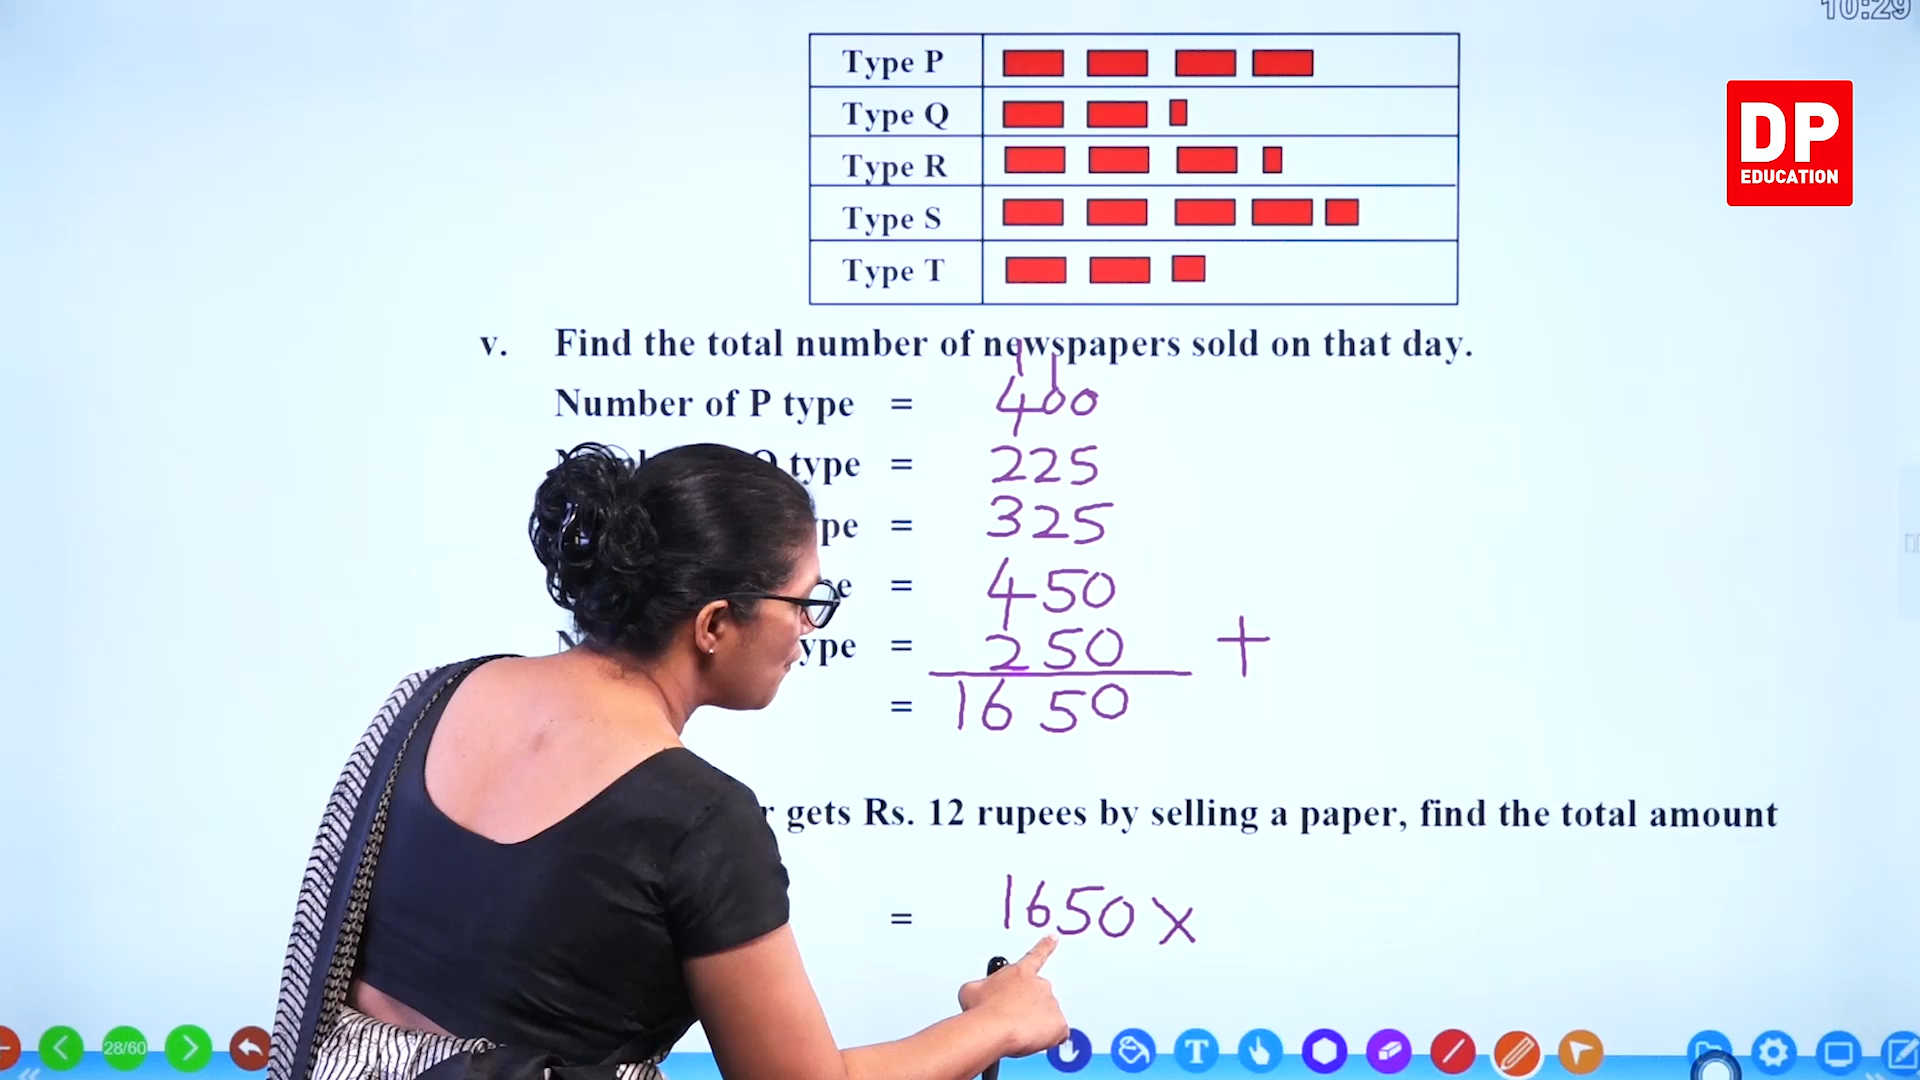 10:29
Type P
DP
EDUCATION
Type Q
Type R
Type S
Type T
v. Find the total number of newspapers sold on that day.
1 1
Number of P type = 400
type = 225
= 325
= 450
= 250 +
= 1650
gets Rs. 12 rupees by selling a paper, find the total amount
= 1650 x
28/60
T